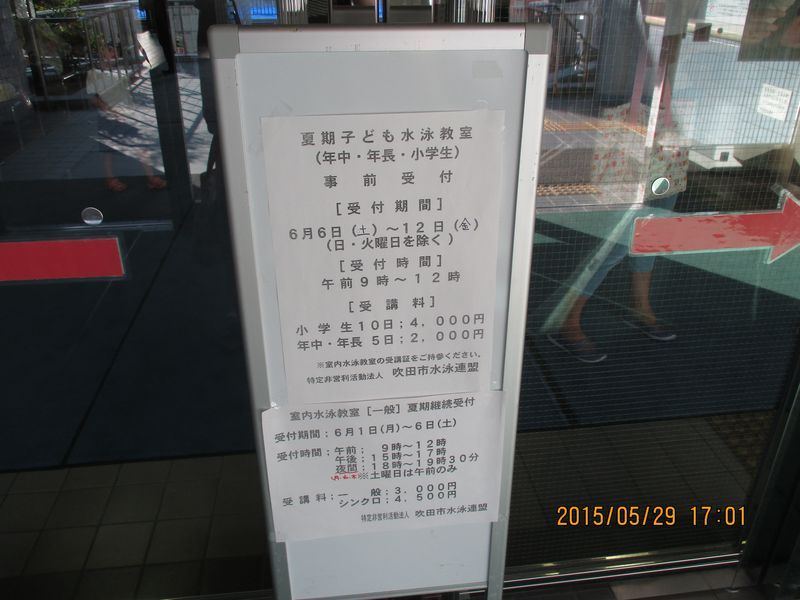 夏期子ども水泳教室
（年中・年長・小学生）
事前受付
［受付期間］
6月6日（土）～12日（金）
（日・火曜日を除く）
［受付時間］
午前9時～12時
［受講料］
小学生10日；4，000円
年中・年長 5日；2，000円
※室内水泳教室の受講証をご持参ください。
特定非営利活動法人 吹田市水泳連盟
室内水泳教室［一般］夏期継続受付
受付期間；6月1日(月)～6日(土)
受付時間；午前； 9時～12時
午後；15時～17時
夜間；18時～19時30分
※土曜日は午前のみ
受講料；一 般；3，000円
シンクロ；4，500円
特定非営利活動法人 吹田市水泳連盟
2015/05/29 17:01